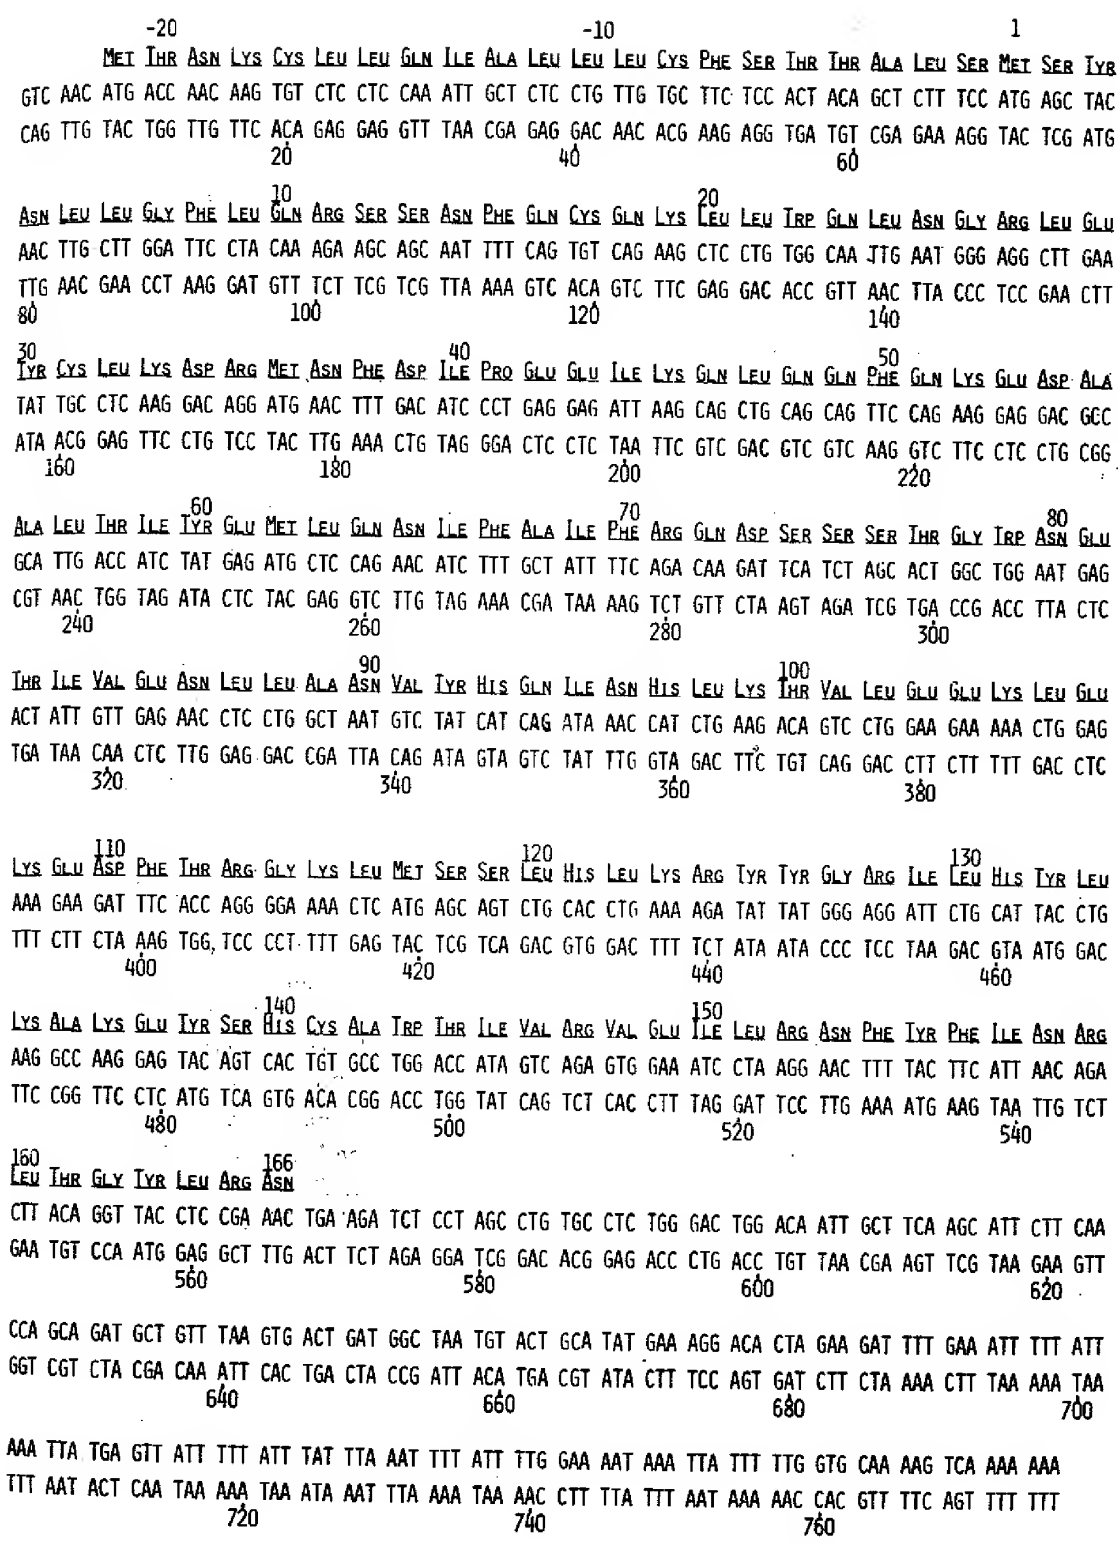 -20 -10 1
MET THR ASN LYS CYS LEU LEU GLN ILE ALA LEU LEU LEU CYS PHE SER THR THR ALA LEU SER MET SER TYR
GTC AAC ATG ACC AAC AAG TGT CTC CTC CAA ATT GCT CTC CTG TTG TGC TTC TCC ACT ACA GCT CTT TCC ATG AGC TAC
CAG TTG TAC TGG TTG TTC ACA GAG GAG GTT TAA CGA GAG GAC AAC ACG AAG AGG TGA TGT CGA GAA AGG TAC TCG ATG
20 40 60
10 20
ASN LEU LEU GLY PHE LEU GLN ARG SER SER ASN PHE GLN CYS GLN LYS LEU LEU TRP GLN LEU ASN GLY ARG LEU GLU
AAC TTG CTT GGA TTC CTA CAA AGA AGC AGC AAT TTT CAG TGT CAG AAG CTC CTG TGG CAA TTG AAT GGG AGG CTT GAA
TTG AAC GAA CCT AAG GAT GTT TCT TCG TCG TTA AAA GTC ACA GTC TTC GAG GAC ACC GTT AAC TTA CCC TCC GAA CTT
80 100 120 140
30 40 50
TYR CYS LEU LYS ASP ARG MET ASN PHE ASP ILE PRO GLU GLU ILE LYS GLN LEU GLN GLN PHE GLN LYS GLU ASP ALA
TAT TGC CTC AAG GAC AGG ATG AAC TTT GAC ATC CCT GAG GAG ATT AAG CAG CTG CAG CAG TTC CAG AAG GAG GAC GCC
ATA ACG GAG TTC CTG TCC TAC TTG AAA CTG TAG GGA CTC CTC TAA TTC GTC GAC GTC GTC AAG GTC TTC CTC CTG CGG
160 180 200 220
60 70 80
ALA LEU THR ILE TYR GLU MET LEU GLN ASN ILE PHE ALA ILE PHE ARG GLN ASP SER SER SER THR GLY TRP ASN GLU
GCA TTG ACC ATC TAT GAG ATG CTC CAG AAC ATC TTT GCT ATT TTC AGA CAA GAT TCA TCT AGC ACT GGC TGG AAT GAG
CGT AAC TGG TAG ATA CTC TAC GAG GTC TTG TAG AAA CGA TAA AAG TCT GTT CTA AGT AGA TCG TGA CCG ACC TTA CTC
240 260 280 300
90 100
THR ILE VAL GLU ASN LEU LEU ALA ASN VAL TYR HIS GLN ILE ASN HIS LEU LYS THR VAL LEU GLU GLU LYS LEU GLU
ACT ATT GTT GAG AAC CTC CTG GCT AAT GTC TAT CAT CAG ATA AAC CAT CTG AAG ACA GTC CTG GAA GAA AAA CTG GAG
TGA TAA CAA CTC TTG GAG GAC CGA TTA CAG ATA GTA GTC TAT TTG GTA GAC TTC TGT CAG GAC CTT CTT TTT GAC CTC
320 340 360 380
110 120 130
LYS GLU ASP PHE THR ARG GLY LYS LEU MET SER SER LEU HIS LEU LYS ARG TYR TYR GLY ARG ILE LEU HIS TYR LEU
AAA GAA GAT TTC ACC AGG GGA AAA CTC ATG AGC AGT CTG CAC CTG AAA AGA TAT TAT GGG AGG ATT CTG CAT TAC CTG
TTT CTT CTA AAG TGG TCC CCT TTT GAG TAC TCG TCA GAC GTG GAC TTT TCT ATA ATA CCC TCC TAA GAC GTA ATG GAC
400 420 440 460
140 150
LYS ALA LYS GLU TYR SER HIS CYS ALA TRP THR ILE VAL ARG VAL GLU ILE LEU ARG ASN PHE TYR PHE ILE ASN ARG
AAG GCC AAG GAG TAC AGT CAC TGT GCC TGG ACC ATA GTC AGA GTG GAA ATC CTA AGG AAC TTT TAC TTC ATT AAC AGA
TTC CGG TTC CTC ATG TCA GTG ACA CGG ACC TGG TAT CAG TCT CAC CTT TAG GAT TCC TTG AAA ATG AAG TAA TTG TCT
480 500 520 540
160 166
LEU THR GLY TYR LEU ARG ASN
CTT ACA GGT TAC CTC CGA AAC TGA AGA TCT CCT AGC CTG TGC CTC TGG GAC TGG ACA ATT GCT TCA AGC ATT CTT CAA
GAA TGT CCA ATG GAG GCT TTG ACT TCT AGA GGA TCG GAC ACG GAG ACC CTG ACC TGT TAA CGA AGT TCG TAA GAA GTT
560 580 600 620
CCA GCA GAT GCT GTT TAA GTG ACT GAT GGC TAA TGT ACT GCA TAT GAA AGG ACA CTA GAA GAT TTT GAA ATT TTT ATT
GGT CGT CTA CGA CAA ATT CAC TGA CTA CCG ATT ACA TGA CGT ATA CTT TCC AGT GAT CTT CTA AAA CTT TAA AAA TAA
640 660 680 700
AAA TTA TGA GTT ATT TTT ATT TAT TTA AAT TTT ATT TTG GAA AAT AAA TTA TTT TTG GTG CAA AAG TCA AAA AAA
TTT AAT ACT CAA TAA AAA TAA ATA AAT TTA AAA TAA AAC CTT TTA TTT AAT AAA AAC CAC GTT TTC AGT TTT TTT
720 740 760